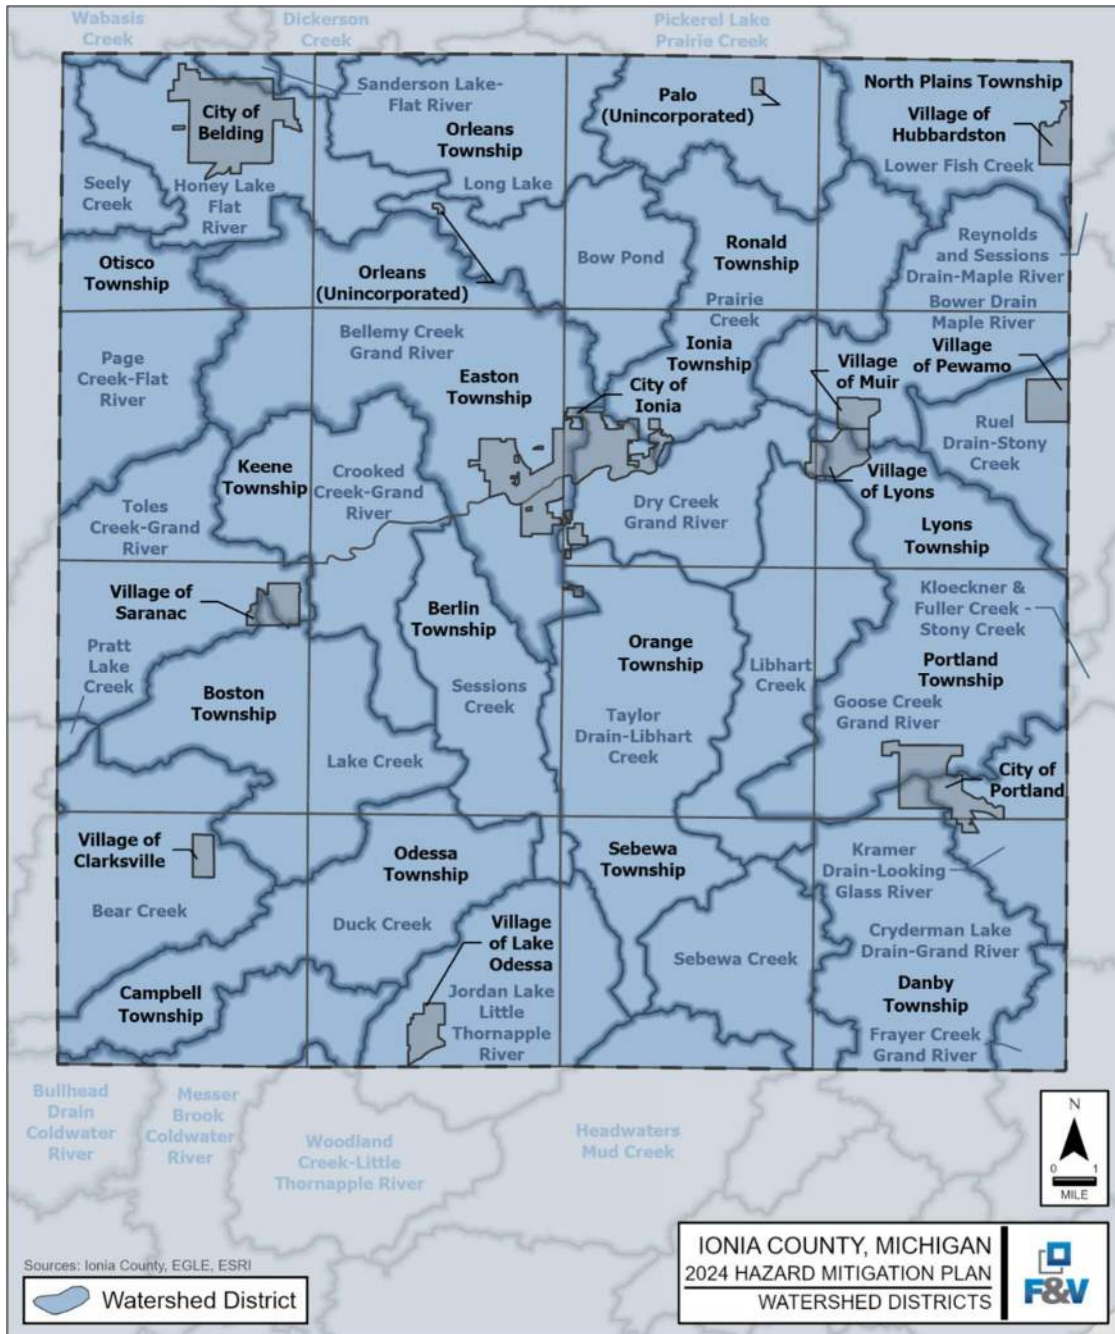 Wabasis
Creek
Dickerson
Creek
Pickerel Lake
Prairie Creek
Sanderson Lake-
Flat River
City of
Belding
Orleans
Township
Palo
(Unincorporated)
North Plains Township
Village of
Hubbardston
Lower Fish Creek
Seely
Creek
Honey Lake
Flat
River
Long Lake
Otisco
Township
Orleans
(Unincorporated)
Bow Pond
Ronald
Township
Reynolds
and Sessions
Drain-Maple River
Bower Drain
Maple River
Prairie
Creek
Page
Creek-Flat
River
Bellemy Creek
Grand River
Easton
Township
Ionia
Township
City of
Ionia
Village
of Muir
Village
of Pewamo
Ruel
Drain-Stony
Creek
Keene
Township
Crooked
Creek-Grand
River
Toles
Creek-Grand
River
Dry Creek
Grand River
Village
of Lyons
Lyons
Township
Village of
Saranac
Berlin
Township
Orange
Township
Kloeckner &
Fuller Creek -
Stony Creek
Pratt
Lake
Creek
Boston
Township
Sessions
Creek
Libhart
Creek
Portland
Township
Goose Creek
Grand River
Taylor
Drain-Libhart
Creek
Lake Creek
City of
Portland
Village of
Clarksville
Odessa
Township
Sebewa
Township
Kramer
Drain-Looking
Glass River
Bear Creek
Duck Creek
Village
of Lake
Odessa
Sebewa Creek
Cryderman Lake
Drain-Grand River
Campbell
Township
Jordan Lake
Little
Thornapple
River
Danby
Township
Frayer Creek
Grand River
Bullhead
Drain
Coldwater
River
Messer
Brook
Coldwater
River
Woodland
Creek-Little
Thornapple River
Headwaters
Mud Creek
N
0 1
MILE
Sources: Ionia County, EGLE, ESRI
Watershed District
IONIA COUNTY, MICHIGAN
2024 HAZARD MITIGATION PLAN
WATERSHED DISTRICTS
F&V